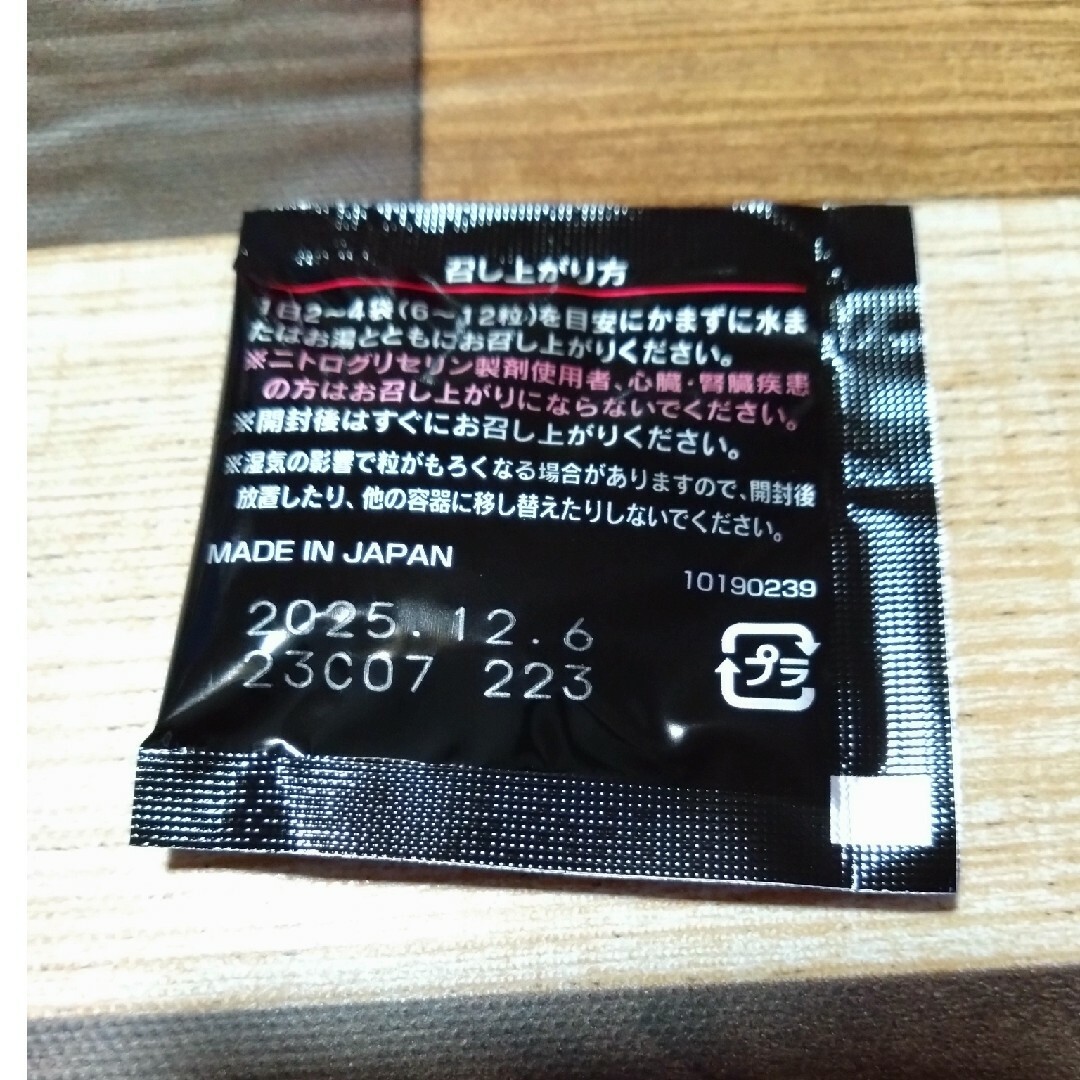 召し上がり方
1日2〜4袋(6〜12粒)を目安にかまずに水ま
たはお湯とともにお召し上がりください。
※ニトログリセリン製剤使用者、心臓・腎臓疾患
の方はお召し上がりにならないでください。
※開封後はすぐにお召し上がりください。
※湿気の影響で粒がもろくなる場合がありますので、開封後
放置したり、他の容器に移し替えたりしないでください。
MADE IN JAPAN
10190239
2025.12.6
23C07 223
プラ